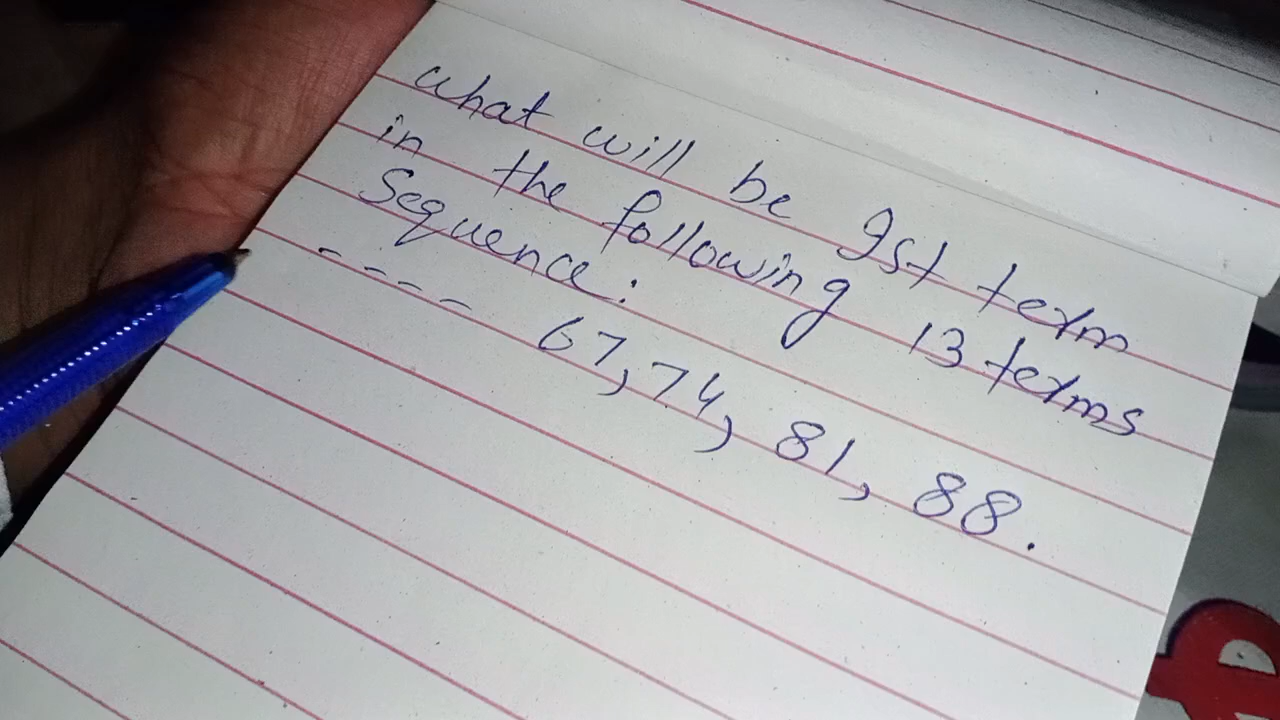 what will be 9st term
in the following 13 terms
Sequence:
---- 67, 74, 81, 88.